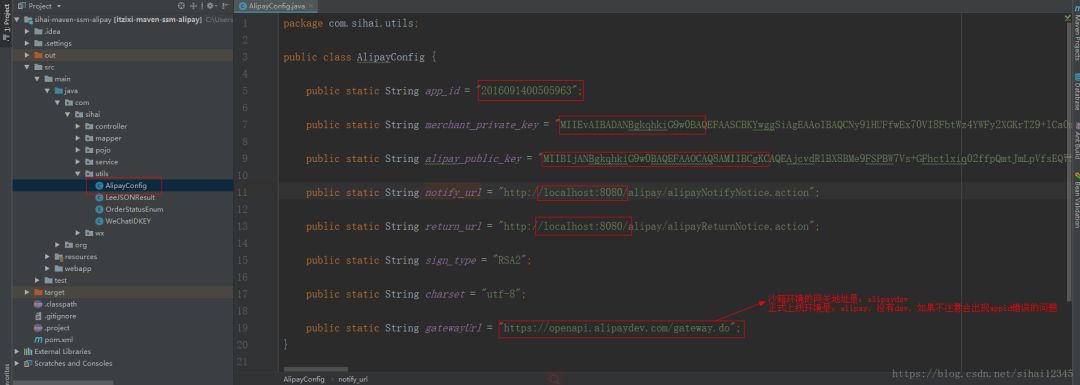 Project
AlipayConfig.java
1: Project
sihai-maven-ssm-alipay [itzixi-maven-ssm-alipay] C:\Users
.idea
.settings
out
src
main
java
com
sihai
controller
mapper
pojo
service
utils
AlipayConfig
LeeJSONResult
OrderStatusEnum
WeChatIDKEY
wx
org
resources
webapp
test
target
.classpath
.gitignore
.project
pom.xml
External Libraries
Scratches and Consoles
1 package com.sihai.utils;
2
3 public class AlipayConfig {
4
5 public static String app_id = "2016091400505963";
6
7 public static String merchant_private_key =
8
9 public static String alipay_public_key =
10
11 public static String notify_url = "http://localhost:8080/alipay/alipayNotifyNotice.action";
12
13 public static String return_url = "http://localhost:8080/alipay/alipayReturnNotice.action";
14
15 public static String sign_type = "RSA2";
16
17 public static String charset = "utf-8";
18
沙箱环境的网关地址是：alipaydev
正式上线环境是：alipay，没有dev，如果不注意会出现appid错误的问题
19 public static String gatewayUrl = "https://openapi.alipaydev.com/gateway.do";
20 }
21
AlipayConfig
notify_url
Maven Projects
Database
Ant Build
Bean Validation
https://blog.csdn.net/sihai12345